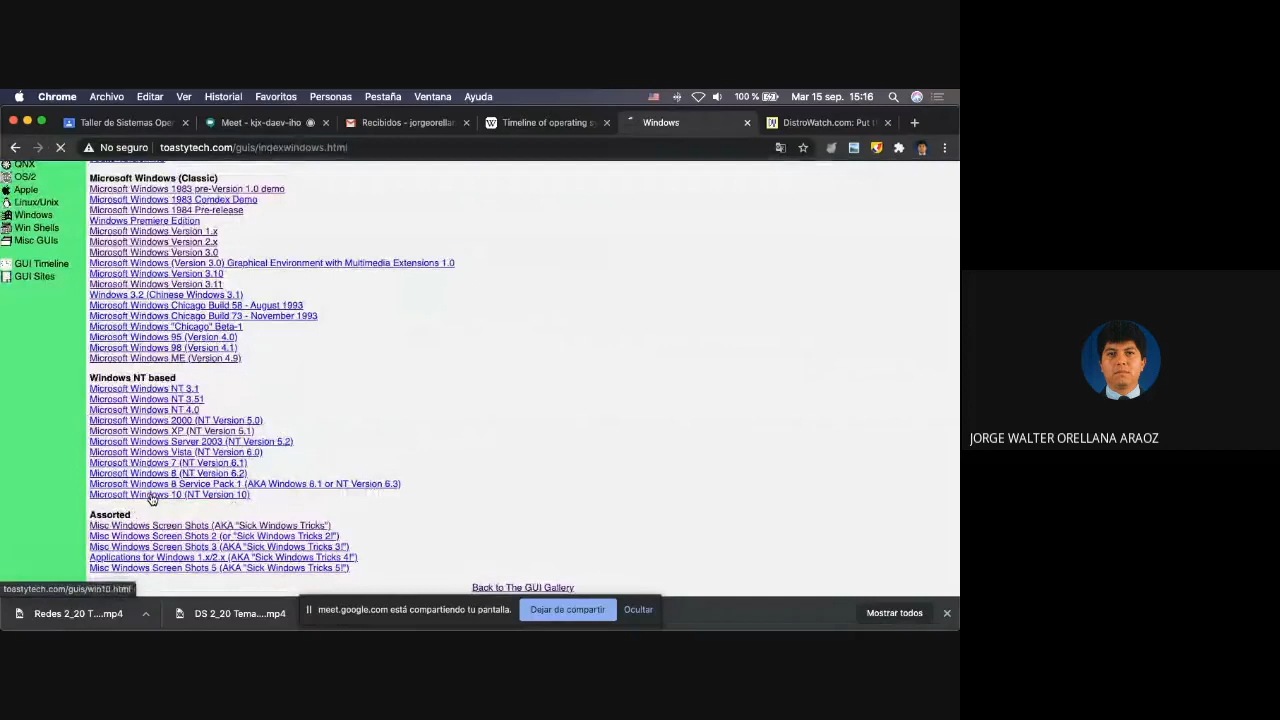 Chrome Archivo Editar Ver Historial Favoritos Personas Pestaña Ventana Ayuda 100 % Mar 15 sep. 15:16
Taller de Sistemas Oper Meet - kjx-daev-iho Recibidos - jorgeorellar Timeline of operating sy Windows DistroWatch.com: Put t
No seguro toastytech.com/guis/indexwindows.html
QNX
OS/2
Apple
Linux/Unix
Windows
Win Shells
Misc GUIs
GUI Timeline
GUI Sites
Microsoft Windows (Classic)
Microsoft Windows 1983 pre-Version 1.0 demo
Microsoft Windows 1983 Comdex Demo
Microsoft Windows 1984 Pre-release
Windows Premiere Edition
Microsoft Windows Version 1.x
Microsoft Windows Version 2.x
Microsoft Windows Version 3.0
Microsoft Windows (Version 3.0) Graphical Environment with Multimedia Extensions 1.0
Microsoft Windows Version 3.10
Microsoft Windows Version 3.11
Windows 3.2 (Chinese Windows 3.1)
Microsoft Windows Chicago Build 58 - August 1993
Microsoft Windows Chicago Build 73 - November 1993
Microsoft Windows "Chicago" Beta-1
Microsoft Windows 95 (Version 4.0)
Microsoft Windows 98 (Version 4.1)
Microsoft Windows ME (Version 4.9)
Windows NT based
Microsoft Windows NT 3.1
Microsoft Windows NT 3.51
Microsoft Windows NT 4.0
Microsoft Windows 2000 (NT Version 5.0)
Microsoft Windows XP (NT Version 5.1)
Microsoft Windows Server 2003 (NT Version 5.2)
Microsoft Windows Vista (NT Version 6.0)
Microsoft Windows 7 (NT Version 6.1)
Microsoft Windows 8 (NT Version 6.2)
Microsoft Windows 8 Service Pack 1 (AKA Windows 8.1 or NT Version 6.3)
Microsoft Windows 10 (NT Version 10)
Assorted
Misc Windows Screen Shots (AKA "Sick Windows Tricks")
Misc Windows Screen Shots 2 (or "Sick Windows Tricks 2!")
Misc Windows Screen Shots 3 (AKA "Sick Windows Tricks 3!")
Applications for Windows 1.x/2.x (AKA "Sick Windows Tricks 4!")
Misc Windows Screen Shots 5 (AKA "Sick Windows Tricks 5!")
Back to The GUI Gallery
toastytech.com/guis/win10.html
Redes 2_20 T....mp4 DS 2_20 Tema....mp4 meet.google.com está compartiendo tu pantalla. Dejar de compartir Ocultar Mostrar todos
JORGE WALTER ORELLANA ARAOZ